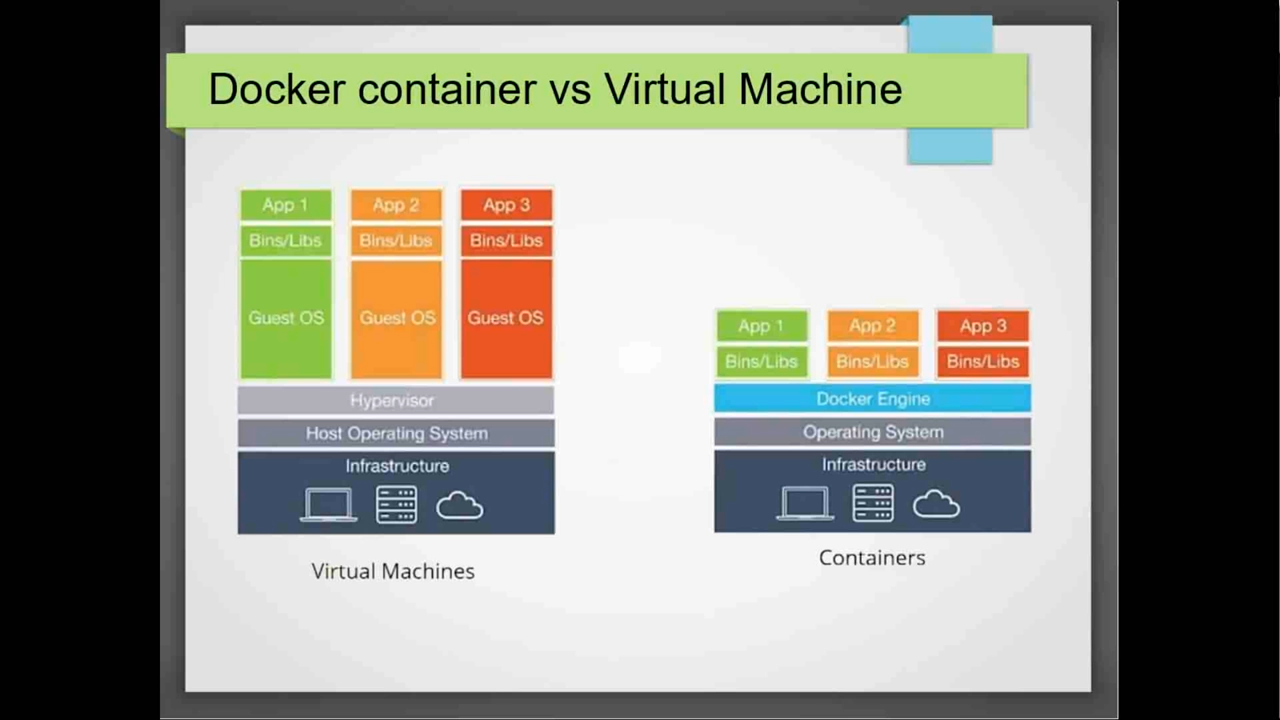 Docker container vs Virtual Machine
App 1 App 2 App 3
Bins/Libs Bins/Libs Bins/Libs
Guest OS Guest OS Guest OS
Hypervisor
Host Operating System
Infrastructure
Virtual Machines
App 1 App 2 App 3
Bins/Libs Bins/Libs Bins/Libs
Docker Engine
Operating System
Infrastructure
Containers